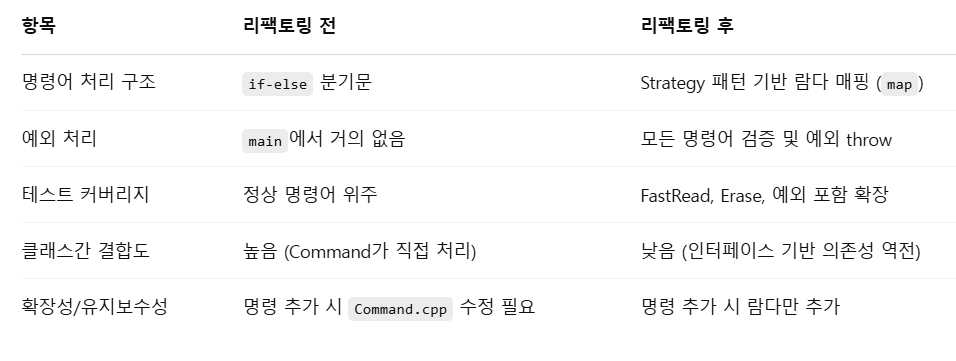 항목 리팩토링 전 리팩토링 후
명령어 처리 구조 if-else 분기문 Strategy 패턴 기반 람다 매핑 (map)
예외 처리 main에서 거의 없음 모든 명령어 검증 및 예외 throw
테스트 커버리지 정상 명령어 위주 FastRead, Erase, 예외 포함 확장
클래스간 결합도 높음 (Command가 직접 처리) 낮음 (인터페이스 기반 의존성 역전)
확장성/유지보수성 명령 추가 시 Command.cpp 수정 필요 명령 추가 시 람다만 추가